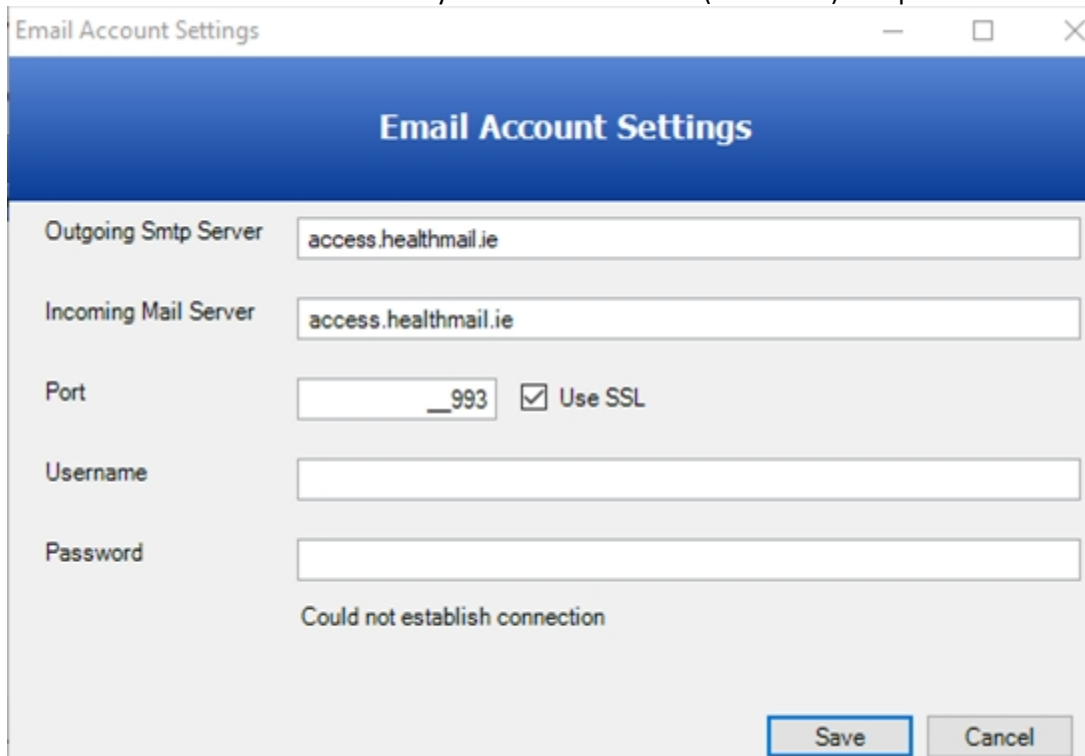 Email Account Settings
Email Account Settings
Outgoing Smtp Server access.healthmail.ie
Incoming Mail Server access.healthmail.ie
Port __993 Use SSL
Username
Password
Could not establish connection
Save Cancel